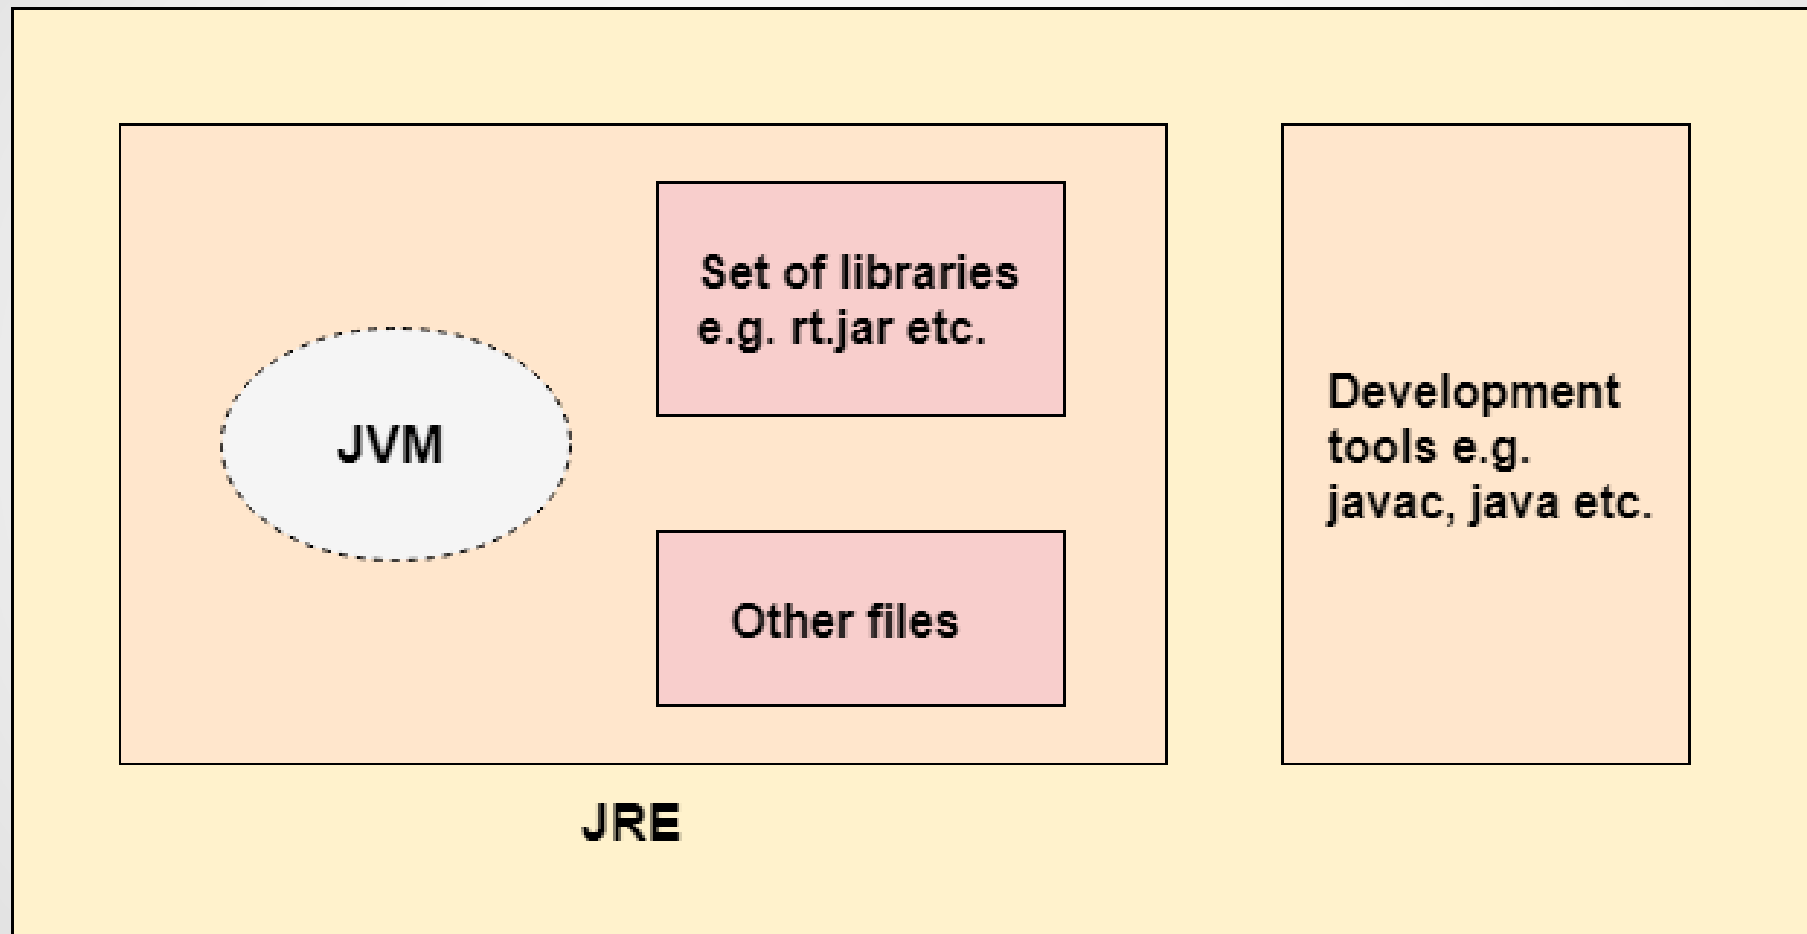 Set of libraries
e.g. rt.jar etc.
JVM
Other files
Development
tools e.g.
javac, java etc.
JRE